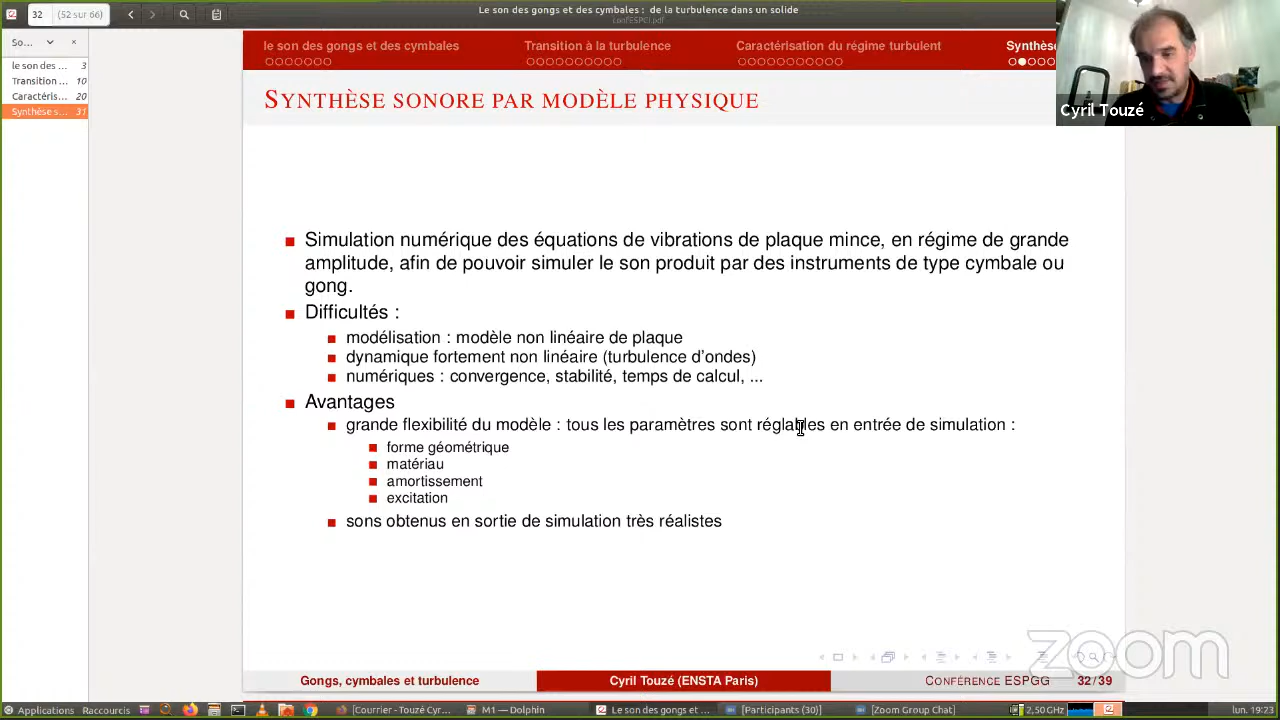 Le son des gongs et des cymbales : de la turbulence dans un solide
confESPCI.pdf
32 (52 sur 66)
So...
le son des ... 3
Transition ... 10
Caractéris... 20
Synthèse s... 31
le son des gongs et des cymbales Transition à la turbulence Caractérisation du régime turbulent Synthès
Cyril Touzé
SYNTHÈSE SONORE PAR MODÈLE PHYSIQUE
Simulation numérique des équations de vibrations de plaque mince, en régime de grande
amplitude, afin de pouvoir simuler le son produit par des instruments de type cymbale ou
gong.
Difficultés :
modélisation : modèle non linéaire de plaque
dynamique fortement non linéaire (turbulence d'ondes)
numériques : convergence, stabilité, temps de calcul, ...
Avantages
grande flexibilité du modèle : tous les paramètres sont réglables en entrée de simulation :
forme géométrique
matériau
amortissement
excitation
sons obtenus en sortie de simulation très réalistes
zoom
Gongs, cymbales et turbulence Cyril Touzé (ENSTA Paris) CONFÉRENCE ESPGG 32/39
Applications Raccourcis [Courrier - Touzé Cyr... M1 — Dolphin Le son des gongs et ... [Participants (30)] [Zoom Group Chat] 2,50GHz lun. 19:23